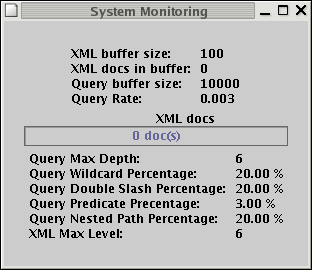 System Monitoring
XML buffer size: 100
XML docs in buffer: 0
Query buffer size: 10000
Query Rate: 0.003
XML docs
0 doc(s)
Query Max Depth: 6
Query Wildcard Percentage: 20.00 %
Query Double Slash Percentage: 20.00 %
Query Predicate Precentage: 3.00 %
Query Nested Path Percentage: 20.00 %
XML Max Level: 6